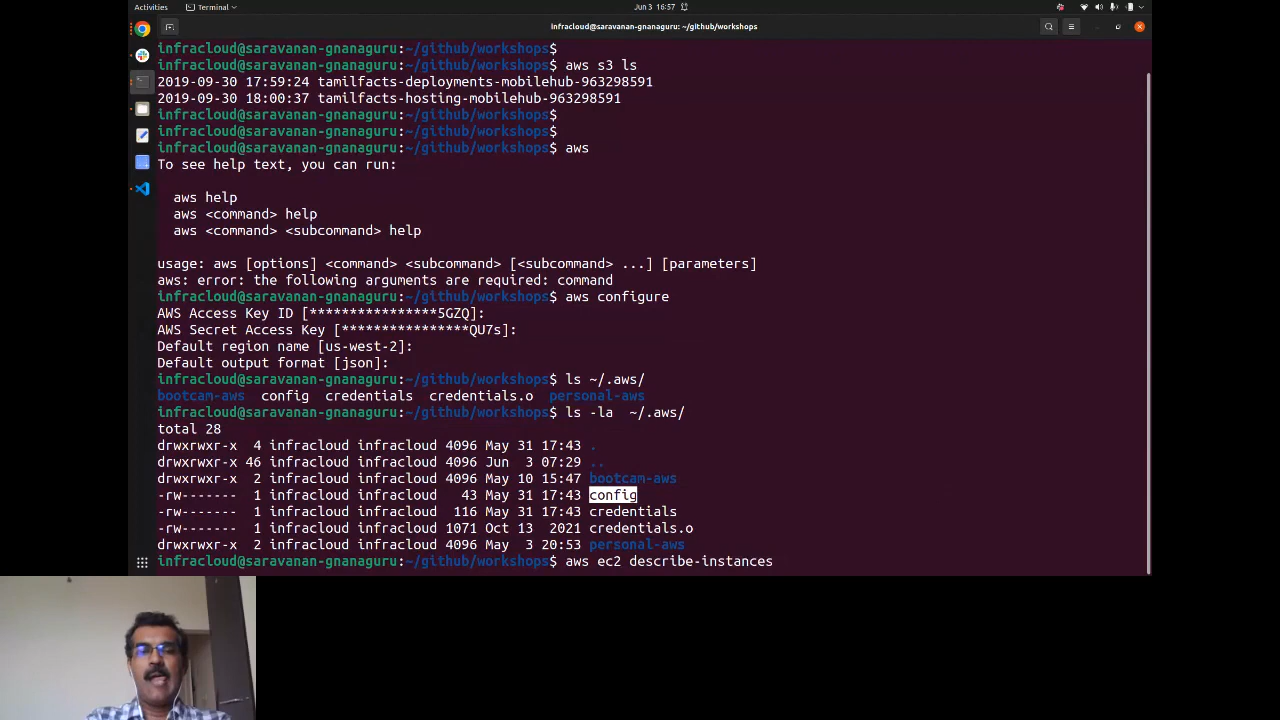 Activities Terminal Jun 3 16:57
infracloud@saravanan-gnanaguru: ~/github/workshops
infracloud@saravanan-gnanaguru:~/github/workshops$
infracloud@saravanan-gnanaguru:~/github/workshops$ aws s3 ls
2019-09-30 17:59:24 tamilfacts-deployments-mobilehub-963298591
2019-09-30 18:00:37 tamilfacts-hosting-mobilehub-963298591
infracloud@saravanan-gnanaguru:~/github/workshops$
infracloud@saravanan-gnanaguru:~/github/workshops$
infracloud@saravanan-gnanaguru:~/github/workshops$ aws
To see help text, you can run:
aws help
aws <command> help
aws <command> <subcommand> help
usage: aws [options] <command> <subcommand> [<subcommand> ...] [parameters]
aws: error: the following arguments are required: command
infracloud@saravanan-gnanaguru:~/github/workshops$ aws configure
AWS Access Key ID [****************5GZQ]:
AWS Secret Access Key [****************QU7s]:
Default region name [us-west-2]:
Default output format [json]:
infracloud@saravanan-gnanaguru:~/github/workshops$ ls ~/.aws/
bootcam-aws config credentials credentials.o personal-aws
infracloud@saravanan-gnanaguru:~/github/workshops$ ls -la ~/.aws/
total 28
drwxrwxr-x 4 infracloud infracloud 4096 May 31 17:43 .
drwxrwxr-x 46 infracloud infracloud 4096 Jun 3 07:29 ..
drwxrwxr-x 2 infracloud infracloud 4096 May 10 15:47 bootcam-aws
-rw------- 1 infracloud infracloud 43 May 31 17:43 config
-rw------- 1 infracloud infracloud 116 May 31 17:43 credentials
-rw------- 1 infracloud infracloud 1071 Oct 13 2021 credentials.o
drwxrwxr-x 2 infracloud infracloud 4096 May 3 20:53 personal-aws
infracloud@saravanan-gnanaguru:~/github/workshops$ aws ec2 describe-instances